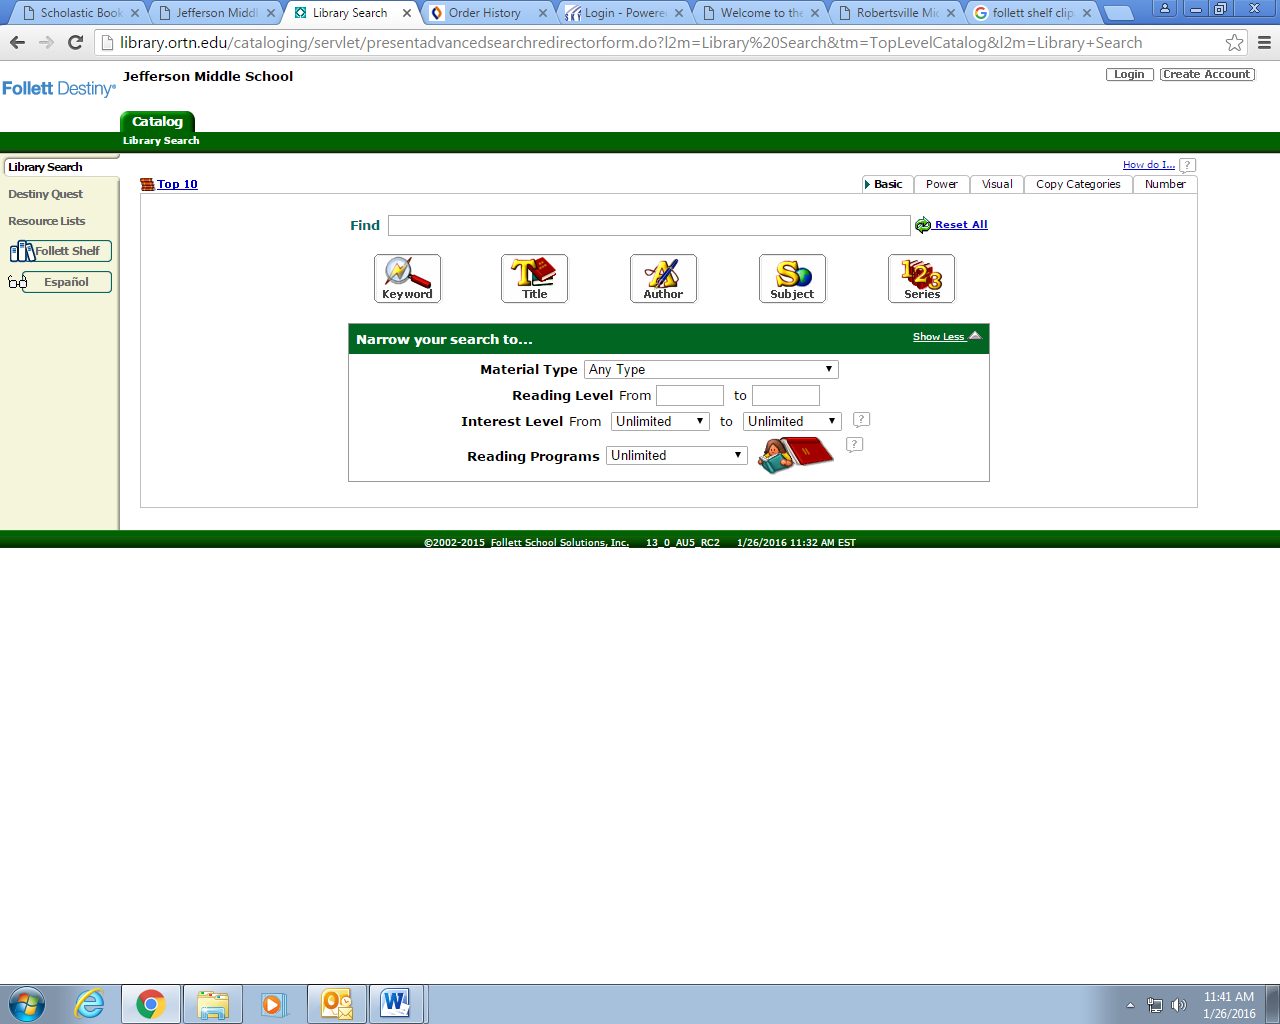 Scholastic Book
Jefferson Middl
Library Search
Order History
Login - Powere
Welcome to the
Robertsville Mid
follett shelf clip
library.ortn.edu/cataloging/servlet/presentadvancedsearchredirectorform.do?l2m=Library%20Search&tm=TopLevelCatalog&l2m=Library+Search
Follett Destiny
Jefferson Middle School
Login
Create Account
Catalog
Library Search
Library Search
Destiny Quest
Resource Lists
Follett Shelf
Español
How do I... ?
Top 10
Basic
Power
Visual
Copy Categories
Number
Find
Reset All
Keyword
Title
Author
Subject
Series
Narrow your search to...
Show Less
Material Type Any Type
Reading Level From to
Interest Level From Unlimited to Unlimited ?
Reading Programs Unlimited ?
©2002-2015 Follett School Solutions, Inc. 13_0_AU5_RC2 1/26/2016 11:32 AM EST
11:41 AM
1/26/2016